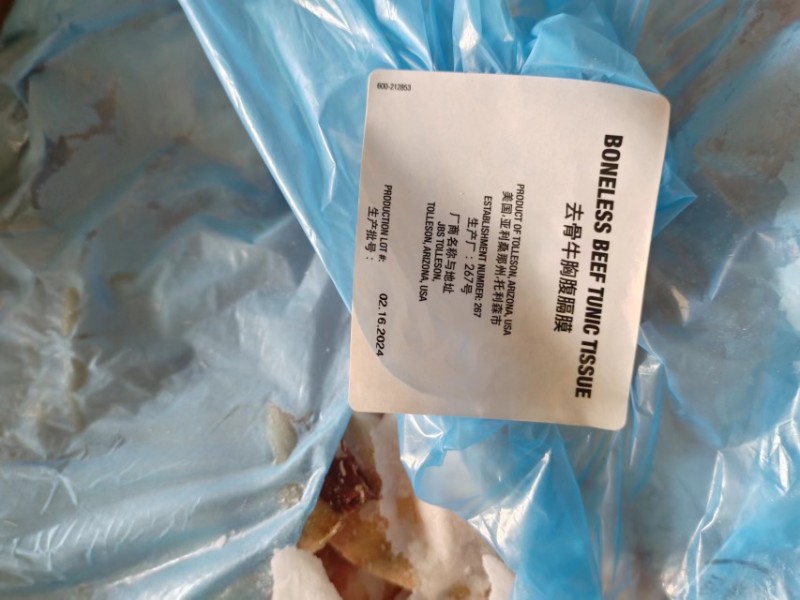 600-212853
BONELESS BEEF TUNIC TISSUE
去骨牛胸腹膈膜
PRODUCT OF TOLLESON, ARIZONA, USA
美国,亚利桑那州,托利森市
ESTABLISHMENT NUMBER: 267
生产厂:267号
厂商名称与地址
JBS TOLLESON,
TOLLESON, ARIZONA, USA
PRODUCTION LOT #:
生产批号: 02.16.2024